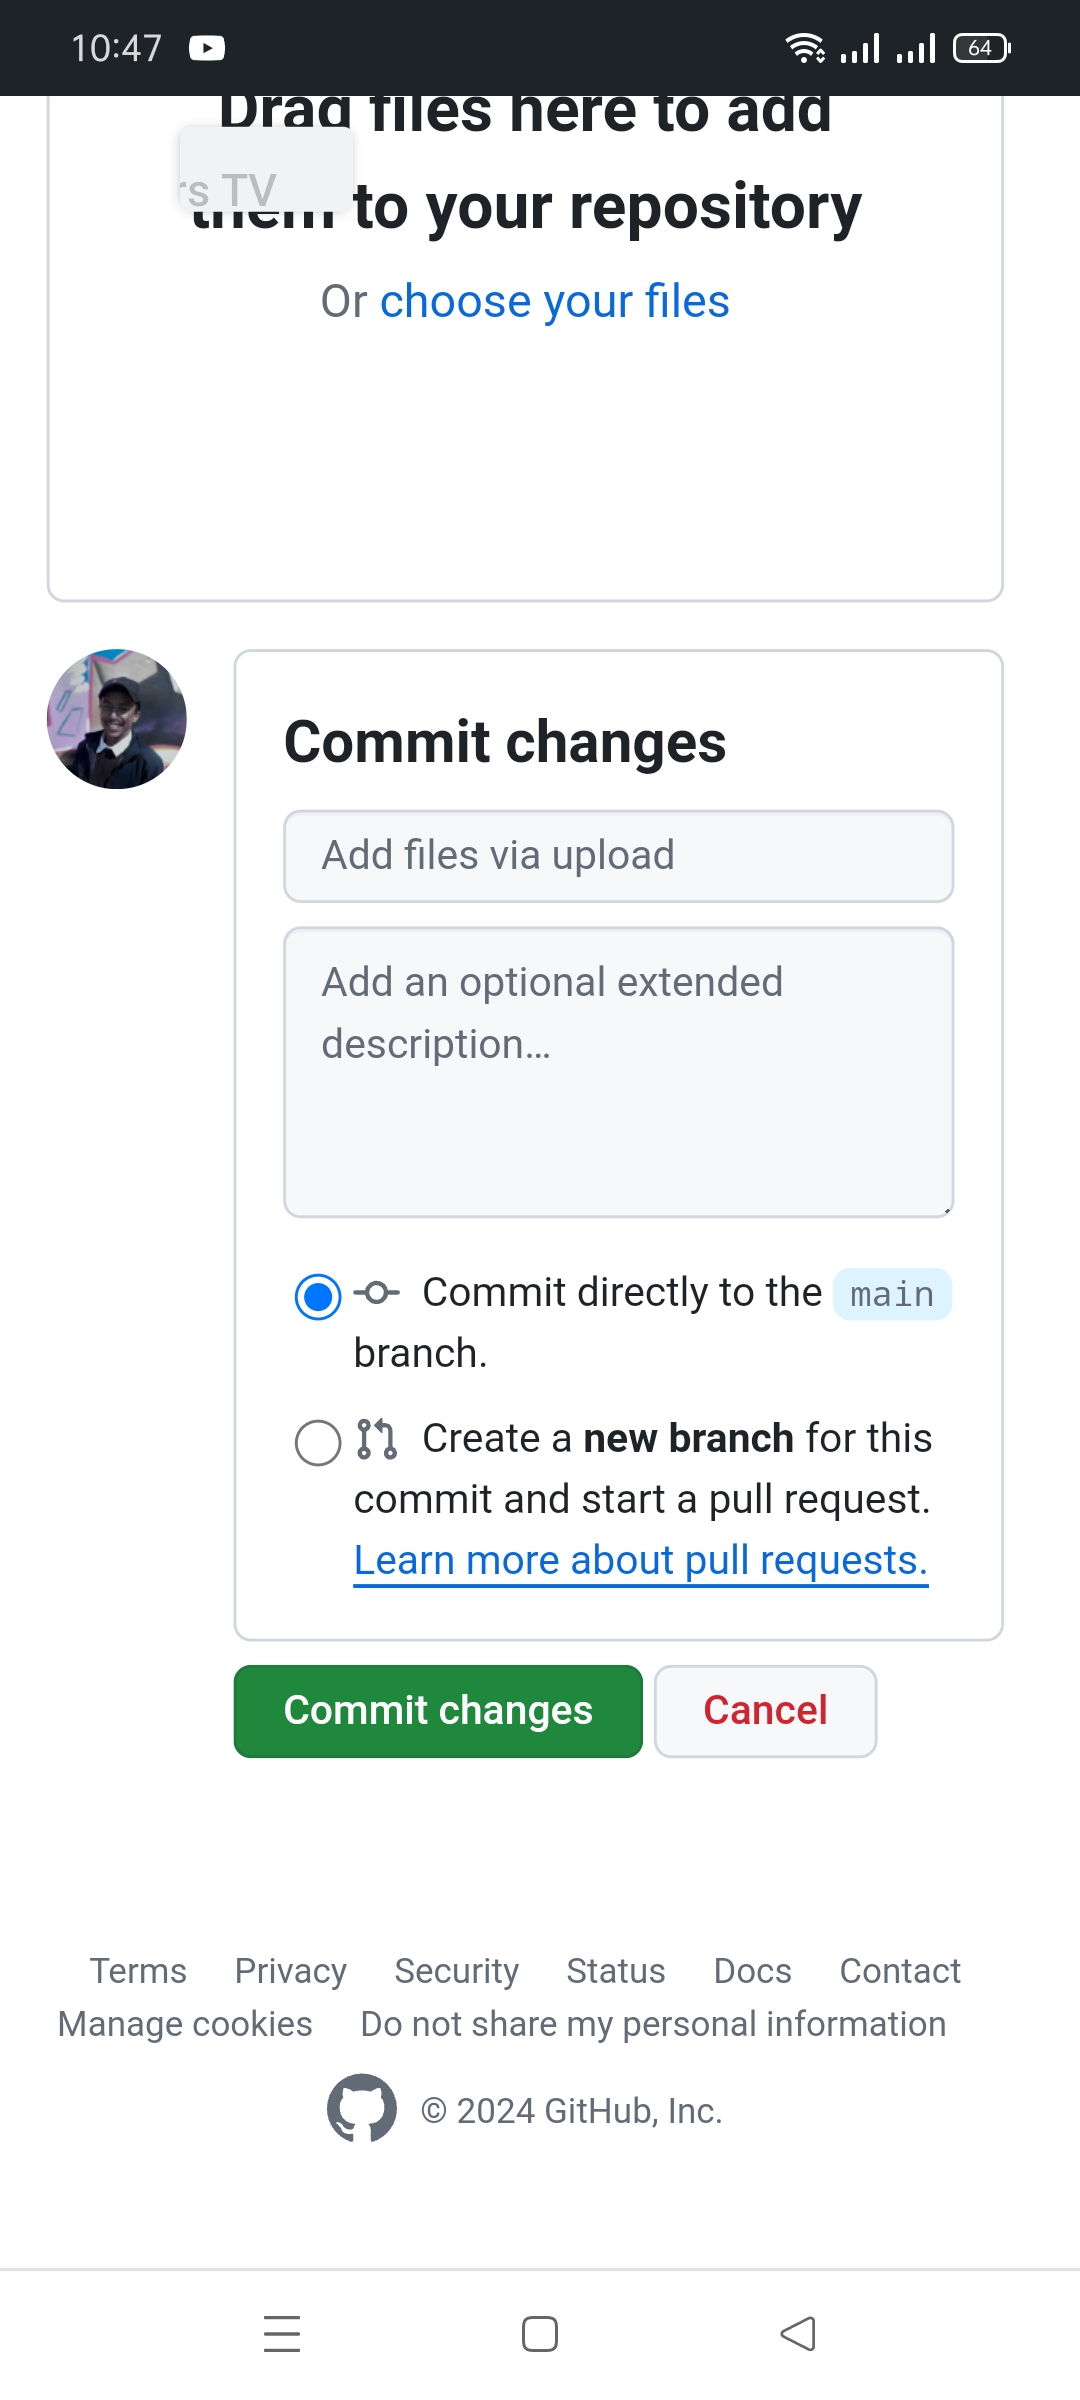 10:47
64
Drag files here to add
rs TV
them to your repository
Or choose your files
Commit changes
Add files via upload
Add an optional extended
description...
Commit directly to the main
branch.
Create a new branch for this
commit and start a pull request.
Learn more about pull requests.
Commit changes Cancel
Terms Privacy Security Status Docs Contact
Manage cookies Do not share my personal information
© 2024 GitHub, Inc.